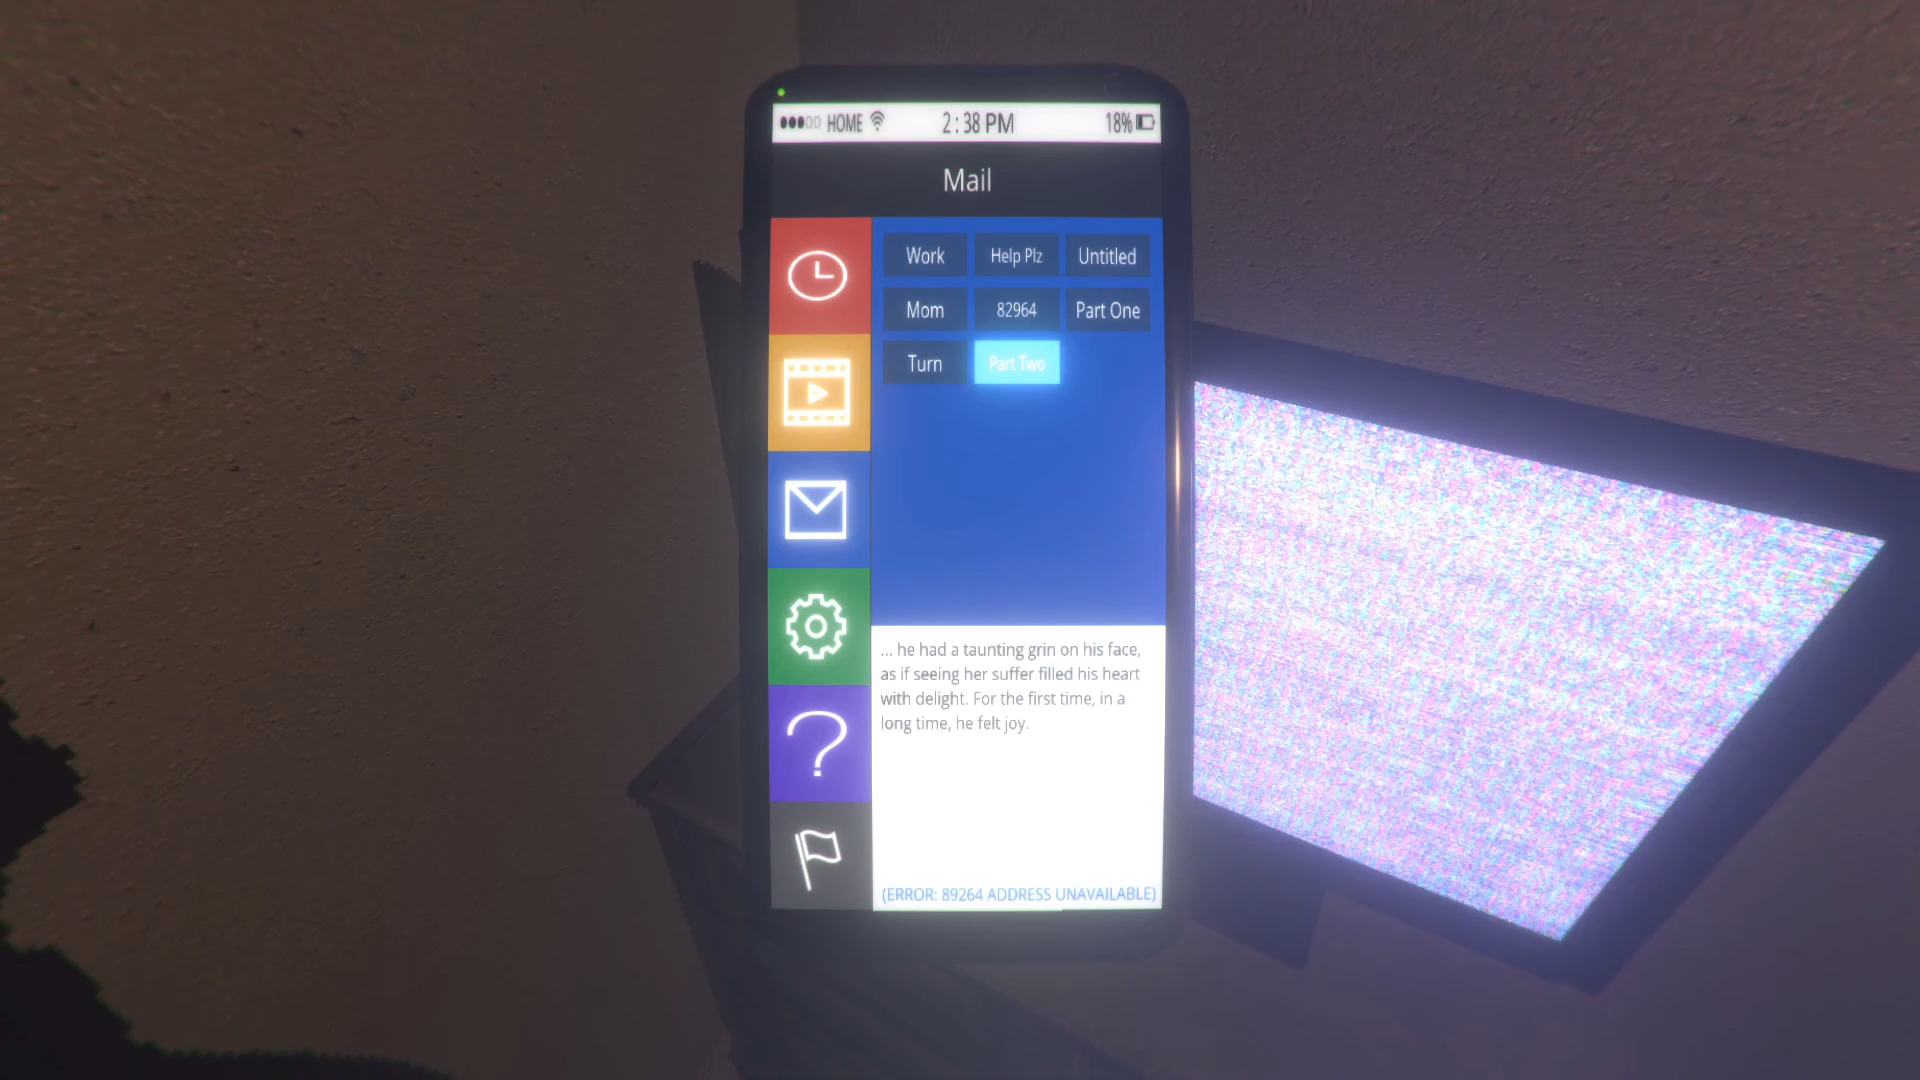 HOME 2:38 PM 18%
Mail
Work Help Plz Untitled
Mom 82964 Part One
Turn Part Two
... he had a taunting grin on his face,
as if seeing her suffer filled his heart
with delight. For the first time, in a
long time, he felt joy.
(ERROR: 89264 ADDRESS UNAVAILABLE)